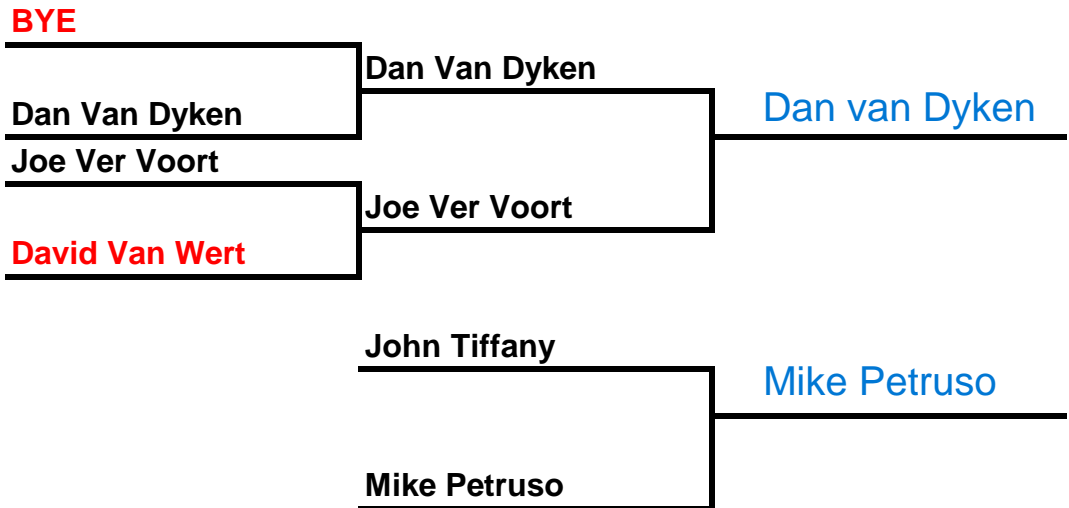 BYE
Dan Van Dyken
Dan Van Dyken
Dan van Dyken
Joe Ver Voort
Joe Ver Voort
David Van Wert
John Tiffany
Mike Petruso
Mike Petruso